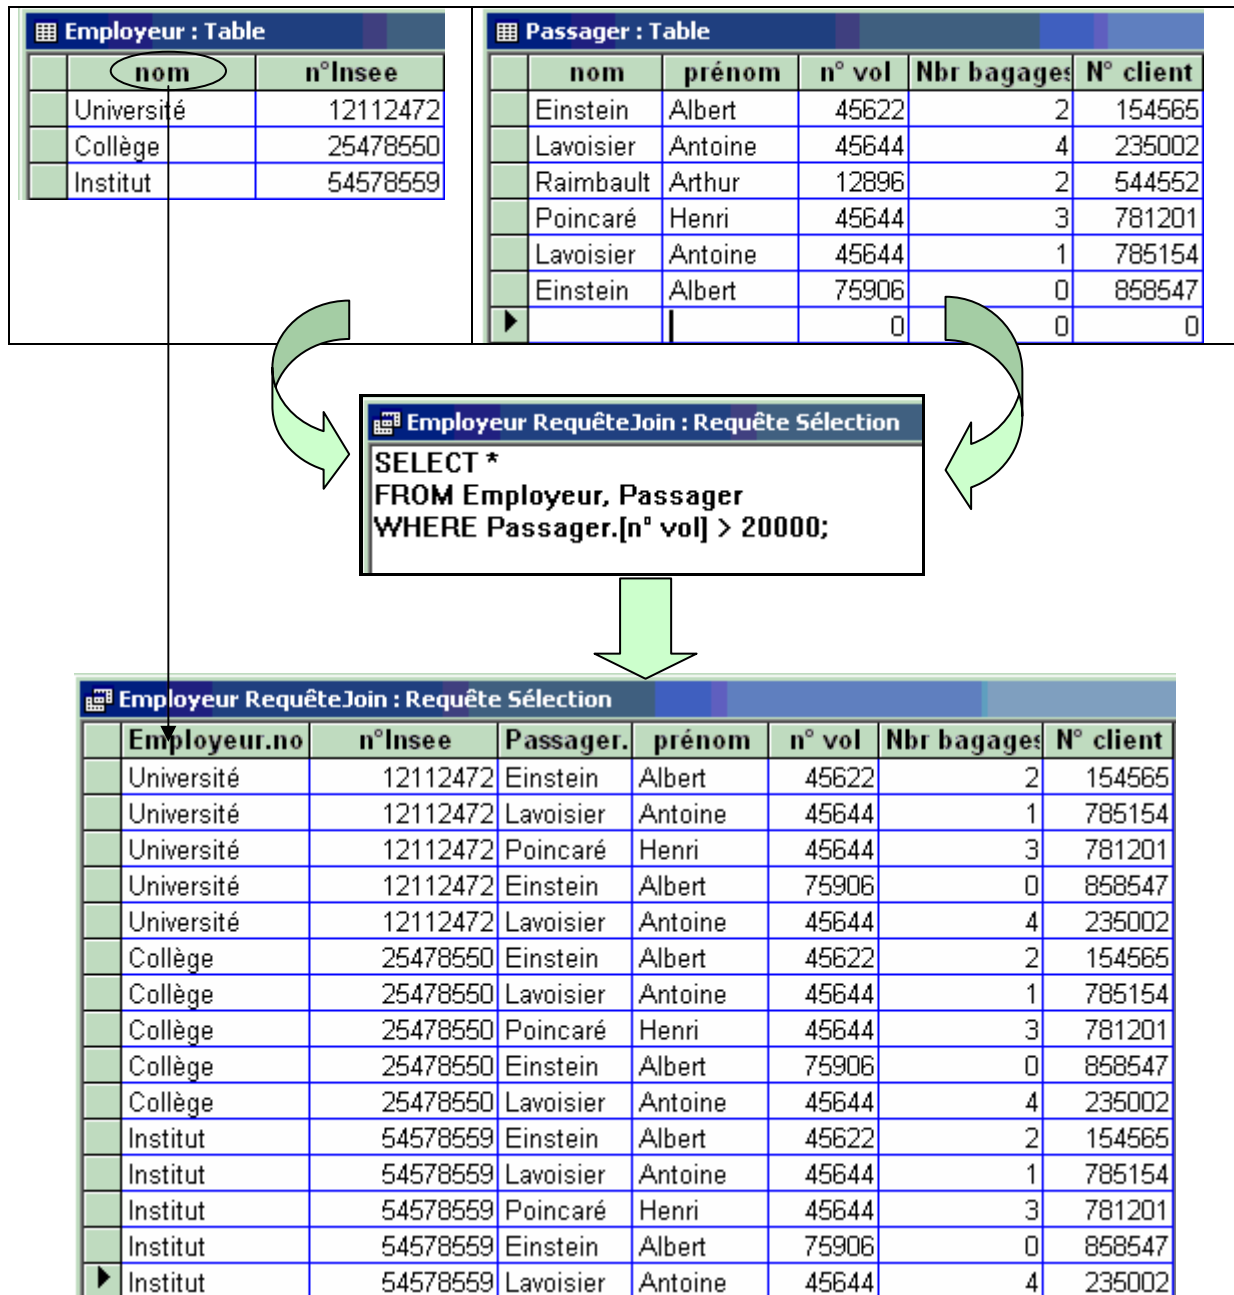 Employeur : Table
nom n°Insee
Université 12112472
Collège 25478550
Institut 54578559
Passager : Table
nom prénom n° vol Nbr bagages N° client
Einstein Albert 45622 2 154565
Lavoisier Antoine 45644 4 235002
Raimbault Arthur 12896 2 544552
Poincaré Henri 45644 3 781201
Lavoisier Antoine 45644 1 785154
Einstein Albert 75906 0 858547
0 0 0
Employeur RequêteJoin : Requête Sélection
SELECT *
FROM Employeur, Passager
WHERE Passager.[n° vol] > 20000;
Employeur RequêteJoin : Requête Sélection
Employeur.no n°Insee Passager. prénom n° vol Nbr bagages N° client
Université 12112472 Einstein Albert 45622 2 154565
Université 12112472 Lavoisier Antoine 45644 1 785154
Université 12112472 Poincaré Henri 45644 3 781201
Université 12112472 Einstein Albert 75906 0 858547
Université 12112472 Lavoisier Antoine 45644 4 235002
Collège 25478550 Einstein Albert 45622 2 154565
Collège 25478550 Lavoisier Antoine 45644 1 785154
Collège 25478550 Poincaré Henri 45644 3 781201
Collège 25478550 Einstein Albert 75906 0 858547
Collège 25478550 Lavoisier Antoine 45644 4 235002
Institut 54578559 Einstein Albert 45622 2 154565
Institut 54578559 Lavoisier Antoine 45644 1 785154
Institut 54578559 Poincaré Henri 45644 3 781201
Institut 54578559 Einstein Albert 75906 0 858547
Institut 54578559 Lavoisier Antoine 45644 4 235002